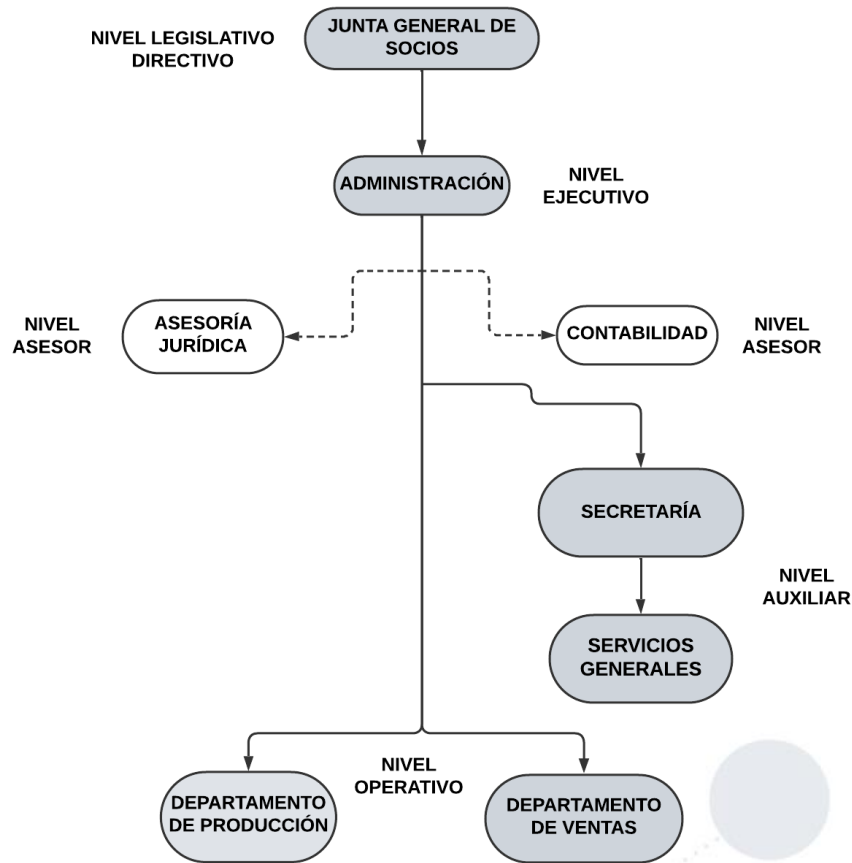 NIVEL LEGISLATIVO
DIRECTIVO
JUNTA GENERAL DE
SOCIOS
ADMINISTRACIÓN
NIVEL
EJECUTIVO
NIVEL
ASESOR
ASESORÍA
JURÍDICA
CONTABILIDAD
NIVEL
ASESOR
SECRETARÍA
NIVEL
AUXILIAR
SERVICIOS
GENERALES
NIVEL
OPERATIVO
DEPARTAMENTO
DE PRODUCCIÓN
DEPARTAMENTO
DE VENTAS